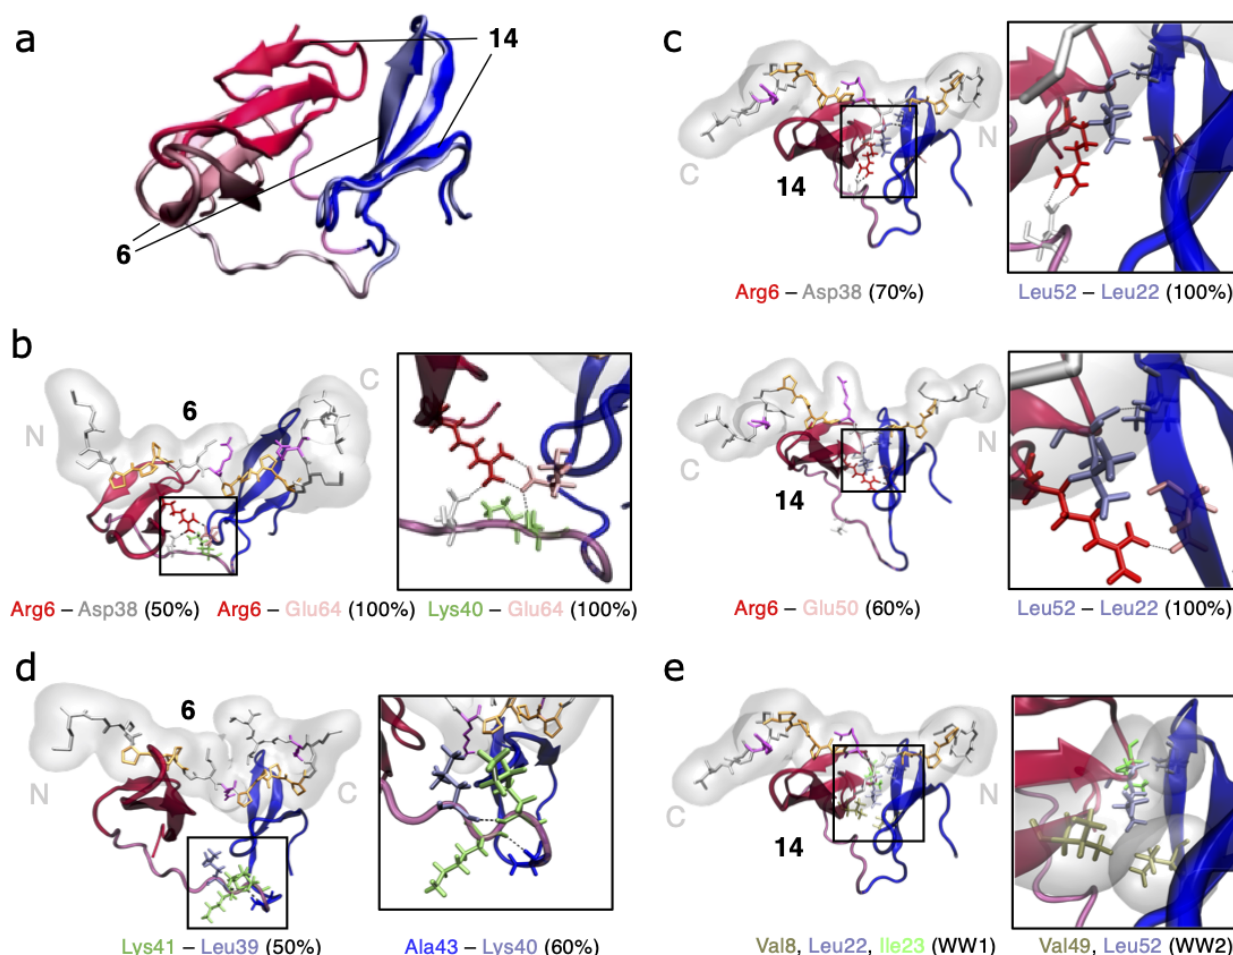 a
14
6
b
N
6
C
Arg6 – Asp38 (50%) Arg6 – Glu64 (100%) Lys40 – Glu64 (100%)
c
C
14
N
Arg6 – Asp38 (70%) Leu52 – Leu22 (100%)
C
14
N
Arg6 – Glu50 (60%) Leu52 – Leu22 (100%)
d
N
6
C
Lys41 – Leu39 (50%) Ala43 – Lys40 (60%)
e
C
14
N
Val8, Leu22, Ile23 (WW1) Val49, Leu52 (WW2)